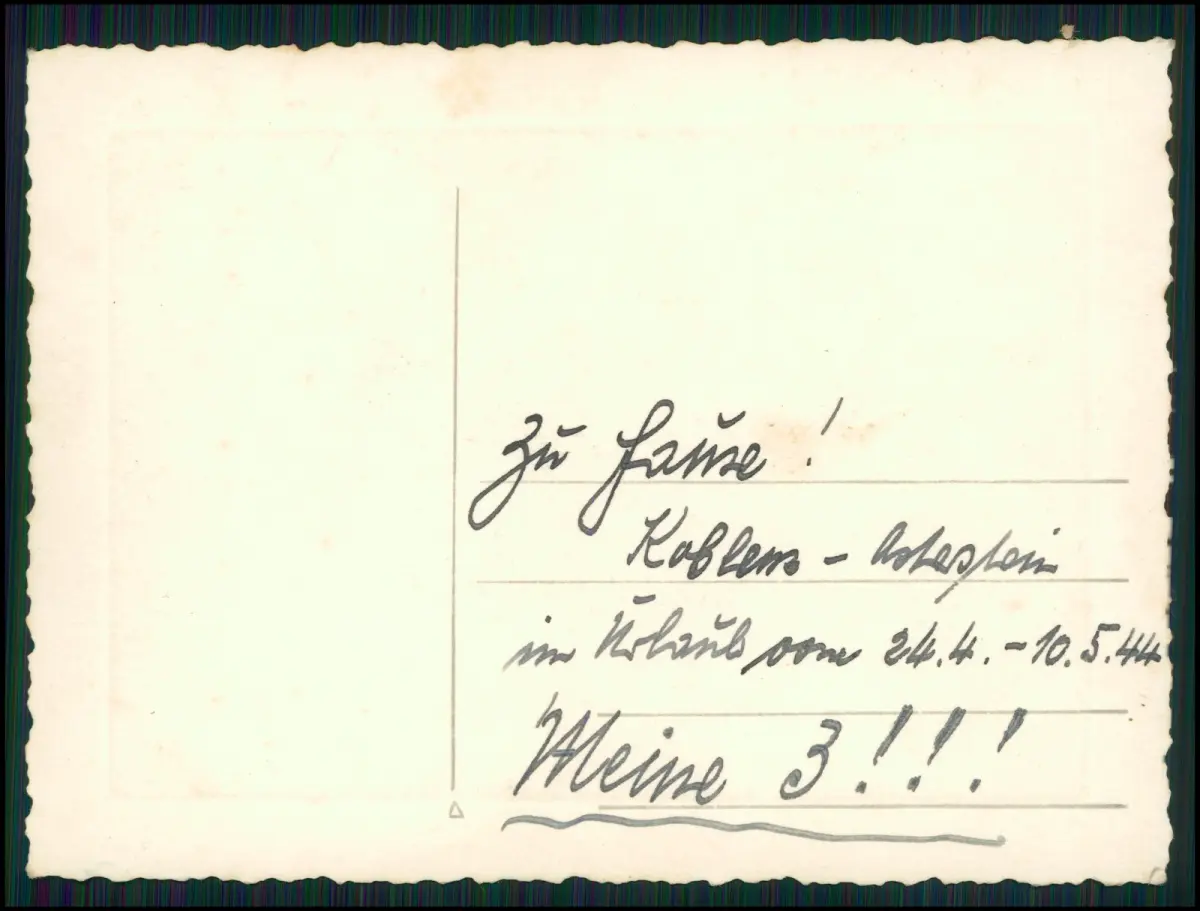 Zu Hause!
Koblenz - Asterstein
im Urlaub vom 24.4. - 10.5.44
Meine 3!!!